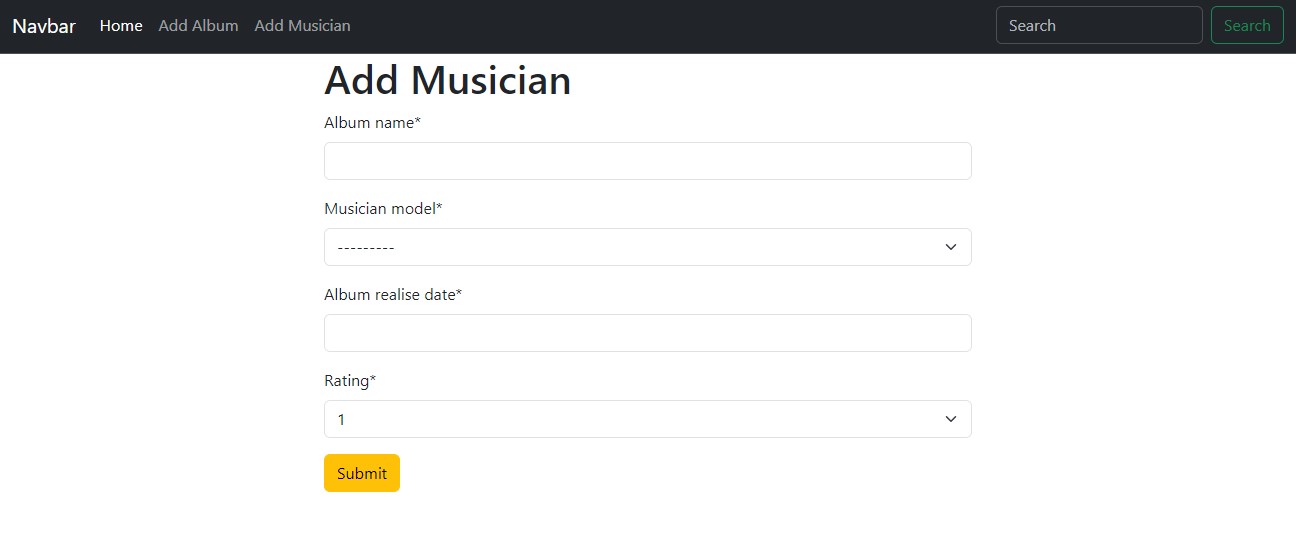 Navbar Home Add Album Add Musician Search Search
Add Musician
Album name*
Musician model*
---------
Album realise date*
Rating*
1
Submit